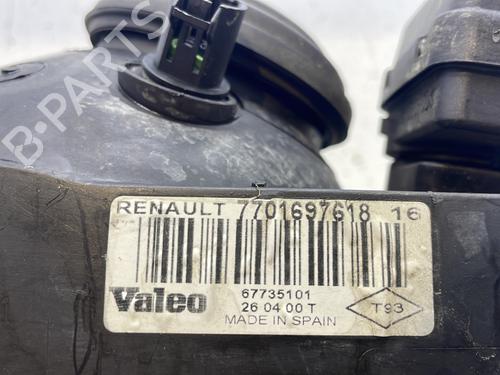 B-PARTS
RENAULT 7701697618 16
Valeo
67735101
26 04 00 T
MADE IN SPAIN
T93